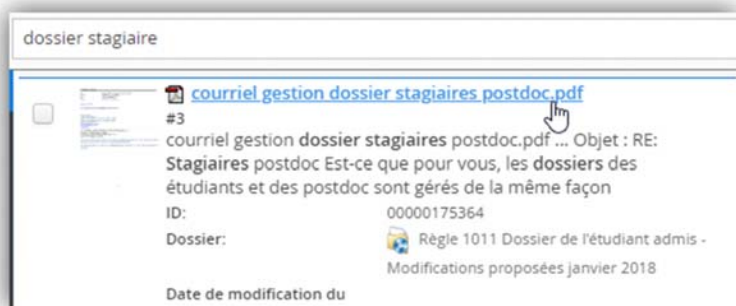 dossier stagiaire
courriel gestion dossier stagiaires postdoc.pdf
#3
courriel gestion dossier stagiaires postdoc.pdf ... Objet : RE:
Stagiaires postdoc Est-ce que pour vous, les dossiers des
étudiants et des postdoc sont gérés de la même façon
ID: 00000175364
Dossier: Règle 1011 Dossier de l'étudiant admis -
Modifications proposées janvier 2018
Date de modification du